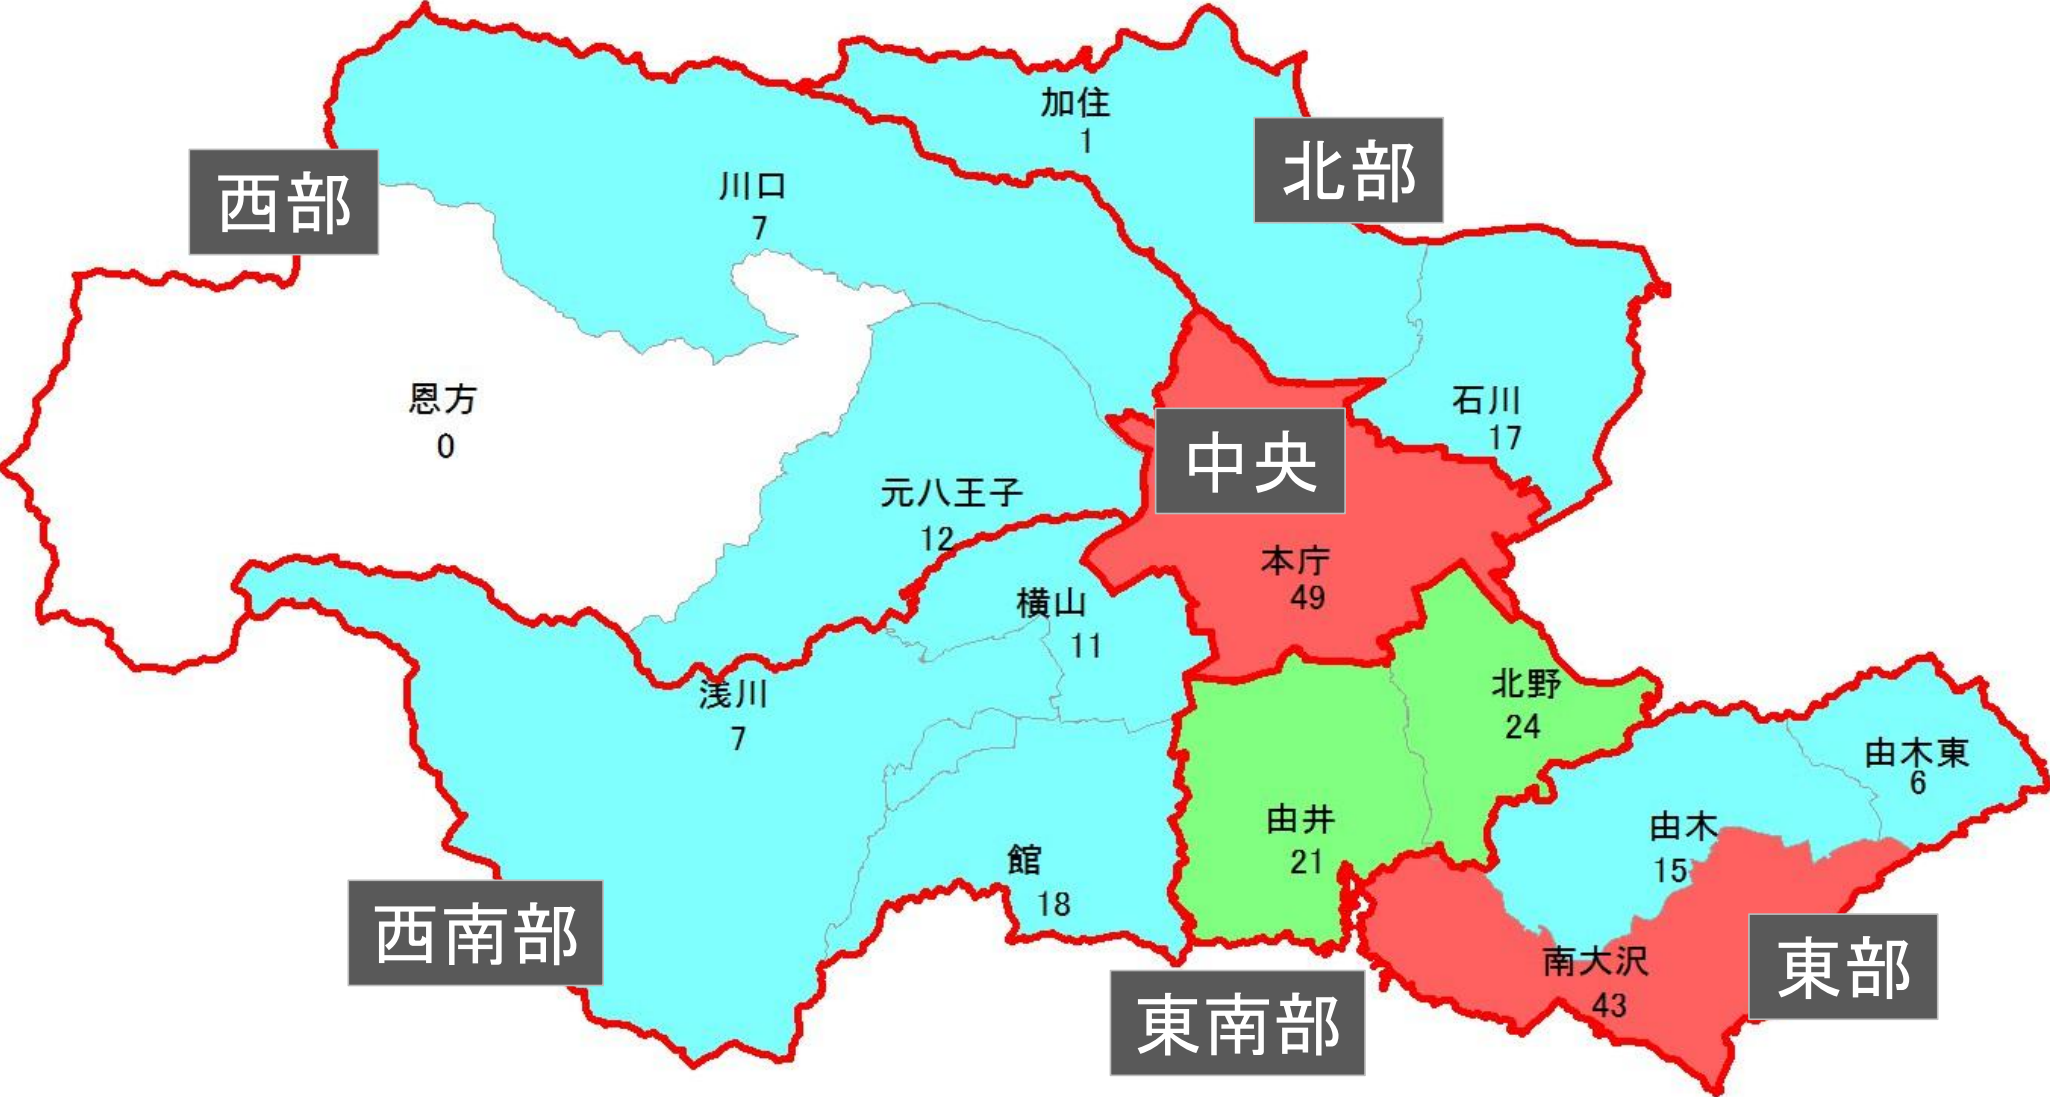 加住
1
北部
西部
川口
7
恩方
0
石川
17
中央
元八王子
12
本庁
49
横山
11
浅川
7
北野
24
由木東
6
由井
21
由木
15
館
18
西南部
南大沢
43
東部
東南部